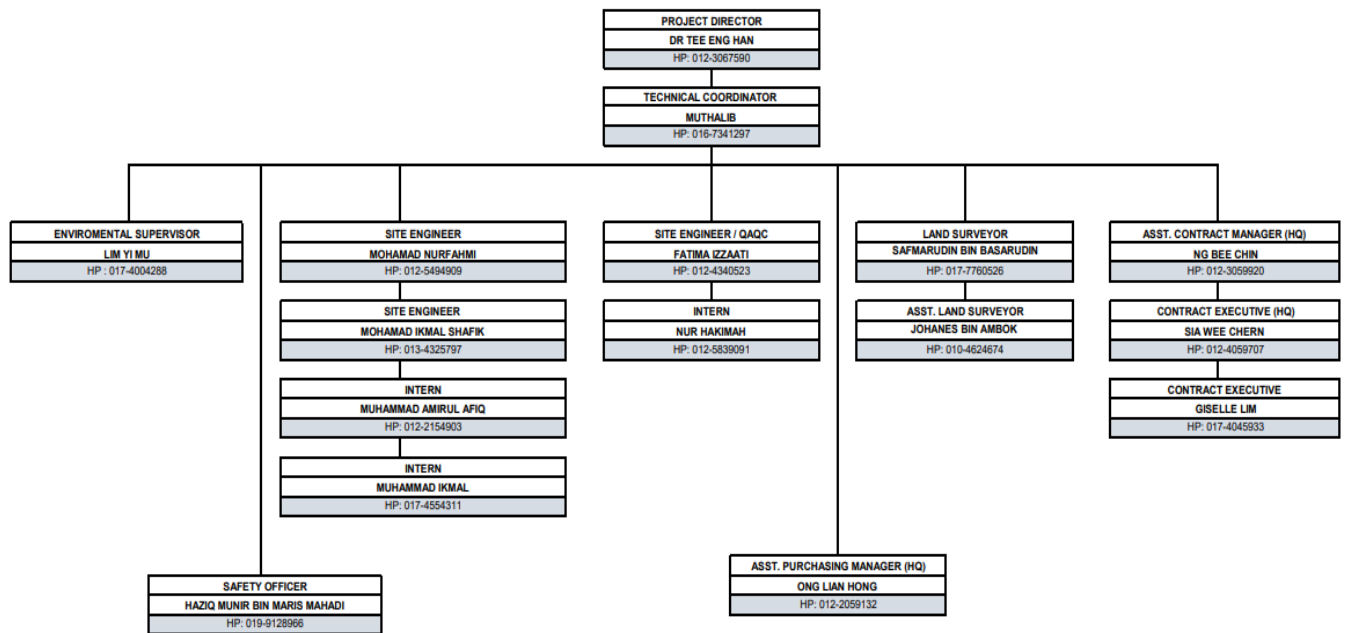 PROJECT DIRECTOR
DR TEE ENG HAN
HP: 012-3067590
TECHNICAL COORDINATOR
MUTHALIB
HP: 016-7341297
ENVIROMENTAL SUPERVISOR
LIM YI MU
HP : 017-4004288
SITE ENGINEER
MOHAMAD NURFAHMI
HP: 012-5494909
SITE ENGINEER
MOHAMAD IKMAL SHAFIK
HP: 013-4325797
INTERN
MUHAMMAD AMIRUL AFIQ
HP: 012-2154903
INTERN
MUHAMMAD IKMAL
HP: 017-4554311
SITE ENGINEER / QAQC
FATIMA IZZAATI
HP: 012-4340523
INTERN
NUR HAKIMAH
HP: 012-5839091
LAND SURVEYOR
SAFMARUDIN BIN BASARUDIN
HP: 017-7760526
ASST. LAND SURVEYOR
JOHANES BIN AMBOK
HP: 010-4624674
ASST. CONTRACT MANAGER (HQ)
NG BEE CHIN
HP: 012-3059920
CONTRACT EXECUTIVE (HQ)
SIA WEE CHERN
HP: 012-4059707
CONTRACT EXECUTIVE
GISELLE LIM
HP: 017-4045933
SAFETY OFFICER
HAZIQ MUNIR BIN MARIS MAHADI
HP: 019-9128966
ASST. PURCHASING MANAGER (HQ)
ONG LIAN HONG
HP: 012-2059132